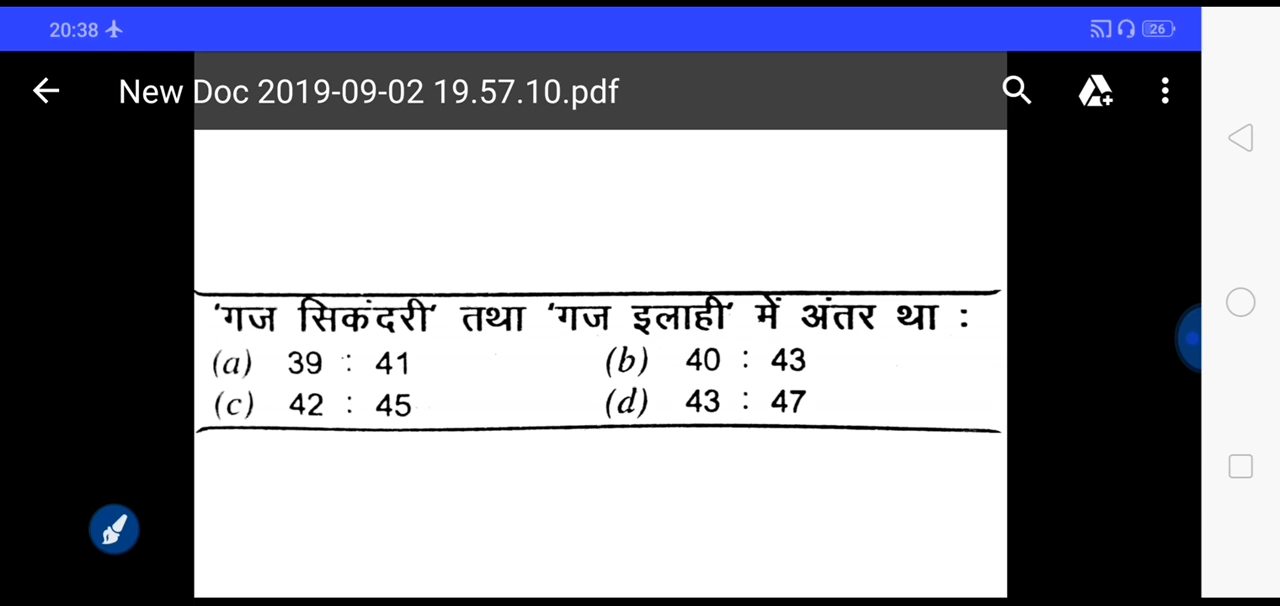 20:38
26
New Doc 2019-09-02 19.57.10.pdf
'गज सिकंदरी' तथा 'गज इलाही' में अंतर था :
(a) 39 : 41 (b) 40 : 43
(c) 42 : 45 (d) 43 : 47